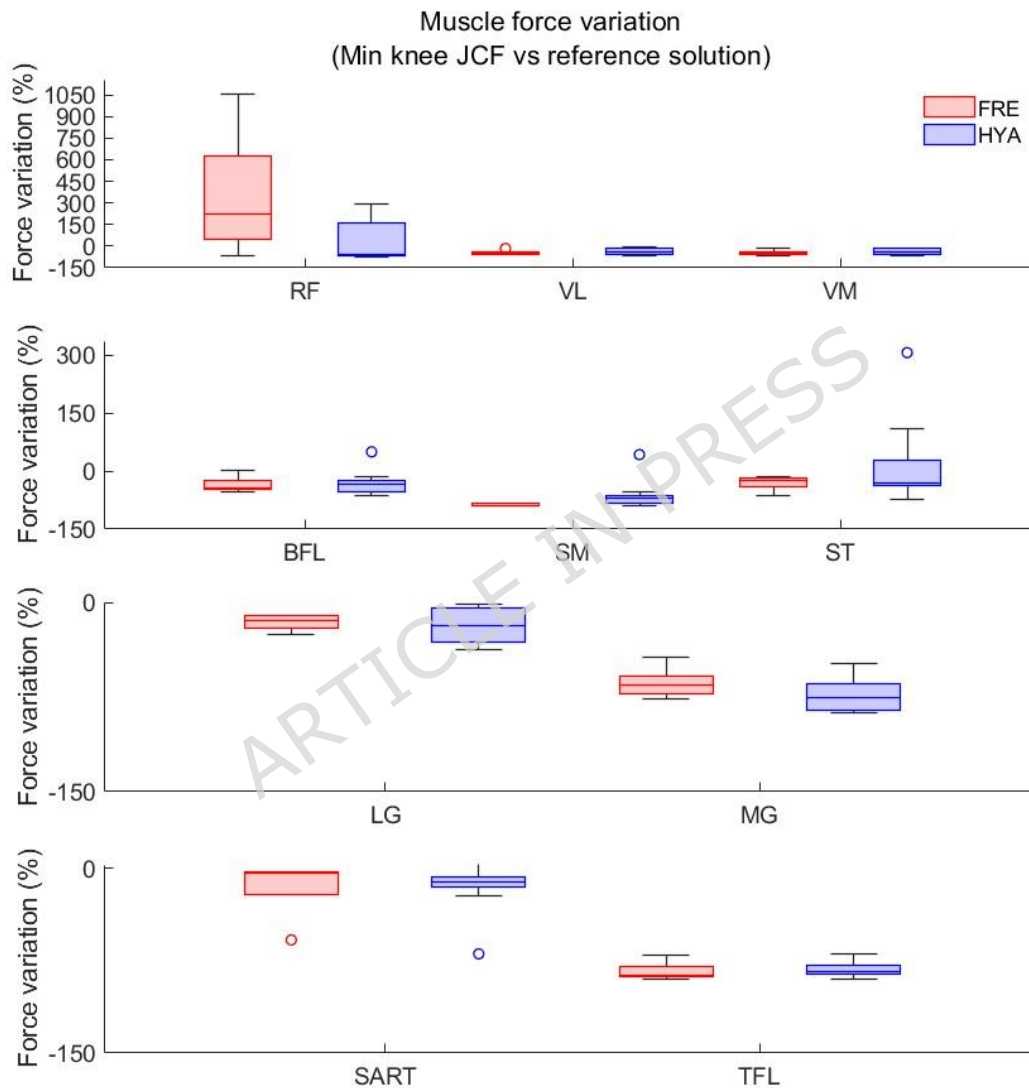 Muscle force variation
(Min knee JCF vs reference solution)
Force variation (%)
1050
900
750
600
450
300
150
0
-150
FRE
HYA
RF VL VM
Force variation (%)
300
150
0
-150
BFL SM ST
Force variation (%)
0
-150
LG MG
Force variation (%)
0
-150
SART TFL
ARTICLE IN PRESS